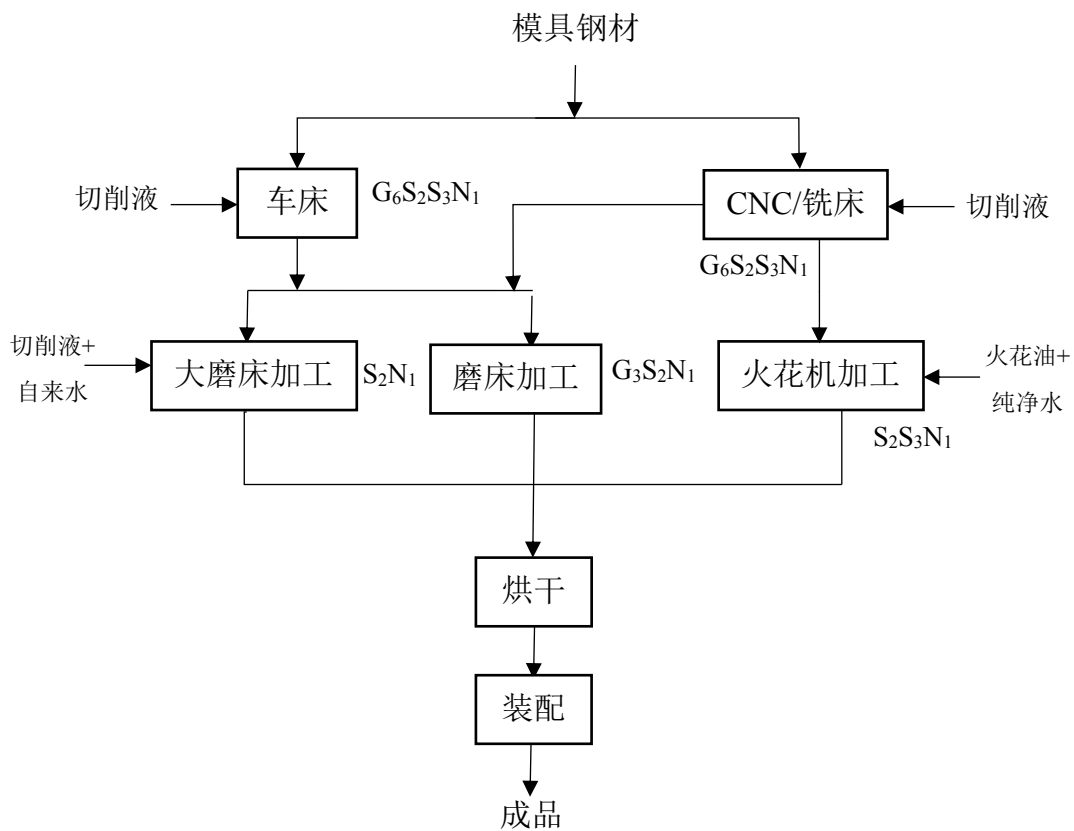 模具钢材
切削液
车床
G₆S₂S₃N₁
CNC/铣床
切削液
G₆S₂S₃N₁
切削液+
自来水
大磨床加工
S₂N₁
磨床加工
G₃S₂N₁
火花机加工
火花油+
纯净水
S₂S₃N₁
烘干
装配
成品